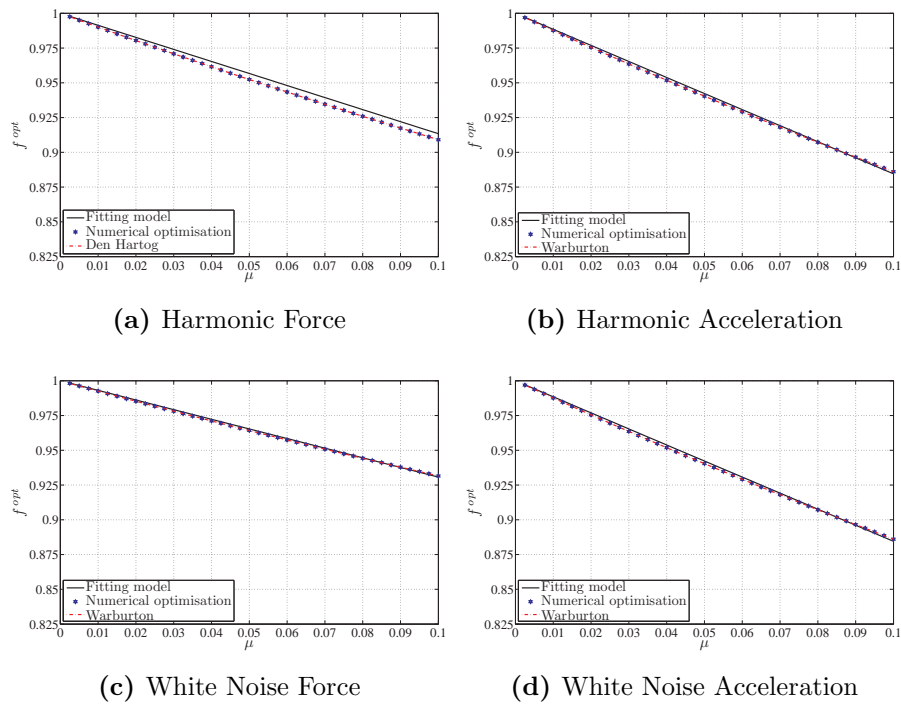 1
0.975
0.95
0.925
0.9
0.875
0.85
0.825
f opt
Fitting model
Numerical optimisation
Den Hartog
0 0.01 0.02 0.03 0.04 0.05 0.06 0.07 0.08 0.09 0.1
μ
(a) Harmonic Force
1
0.975
0.95
0.925
0.9
0.875
0.85
0.825
f opt
Fitting model
Numerical optimisation
Warburton
0 0.01 0.02 0.03 0.04 0.05 0.06 0.07 0.08 0.09 0.1
μ
(b) Harmonic Acceleration
1
0.975
0.95
0.925
0.9
0.875
0.85
0.825
f opt
Fitting model
Numerical optimisation
Warburton
0 0.01 0.02 0.03 0.04 0.05 0.06 0.07 0.08 0.09 0.1
μ
(c) White Noise Force
1
0.975
0.95
0.925
0.9
0.875
0.85
0.825
f opt
Fitting model
Numerical optimisation
Warburton
0 0.01 0.02 0.03 0.04 0.05 0.06 0.07 0.08 0.09 0.1
μ
(d) White Noise Acceleration